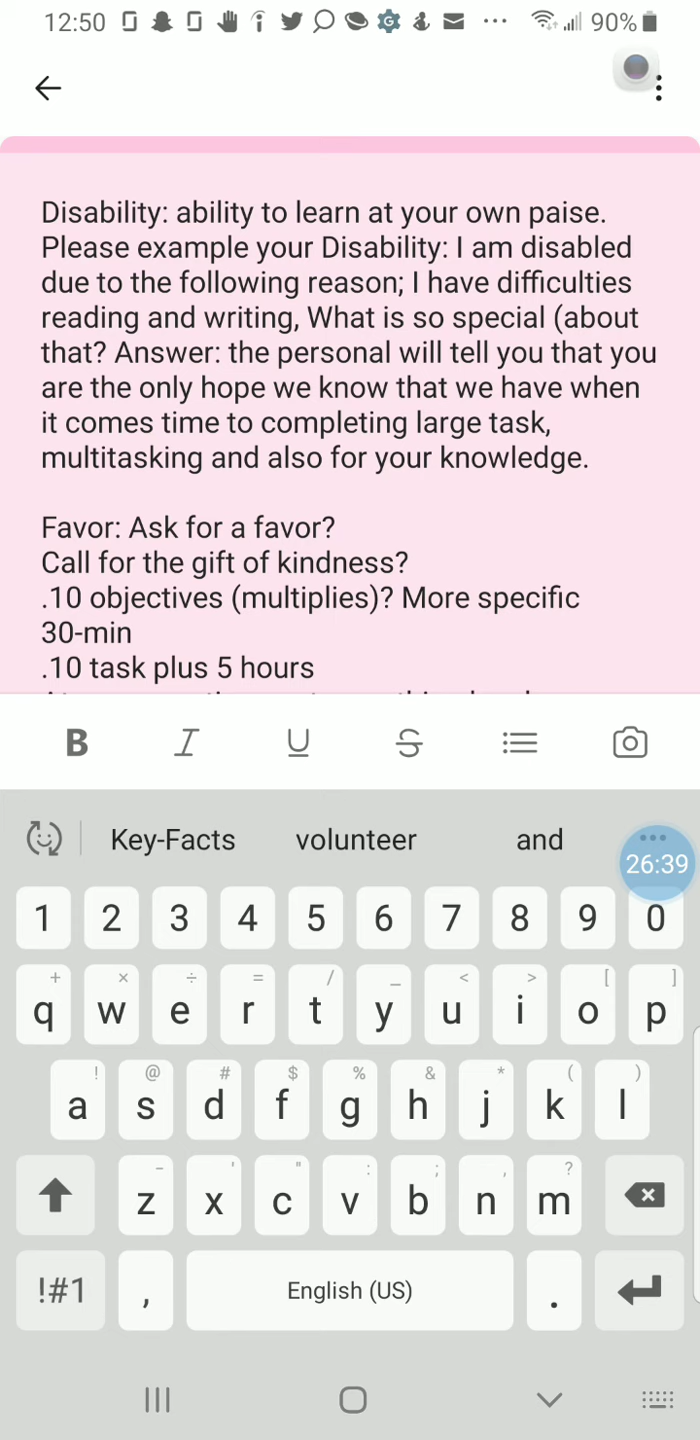 12:50 90%
Disability: ability to learn at your own paise.
Please example your Disability: I am disabled
due to the following reason; I have difficulties
reading and writing, What is so special (about
that? Answer: the personal will tell you that you
are the only hope we know that we have when
it comes time to completing large task,
multitasking and also for your knowledge.
Favor: Ask for a favor?
Call for the gift of kindness?
.10 objectives (multiplies)? More specific
30-min
.10 task plus 5 hours
B I U S
Key-Facts volunteer and
26:39
1 2 3 4 5 6 7 8 9 0
+ × ÷ = / _ < > [ ]
q w e r t y u i o p
! @ # $ % & * ( )
a s d f g h j k l
- ' " : ; , ?
z x c v b n m
!#1 , English (US) .